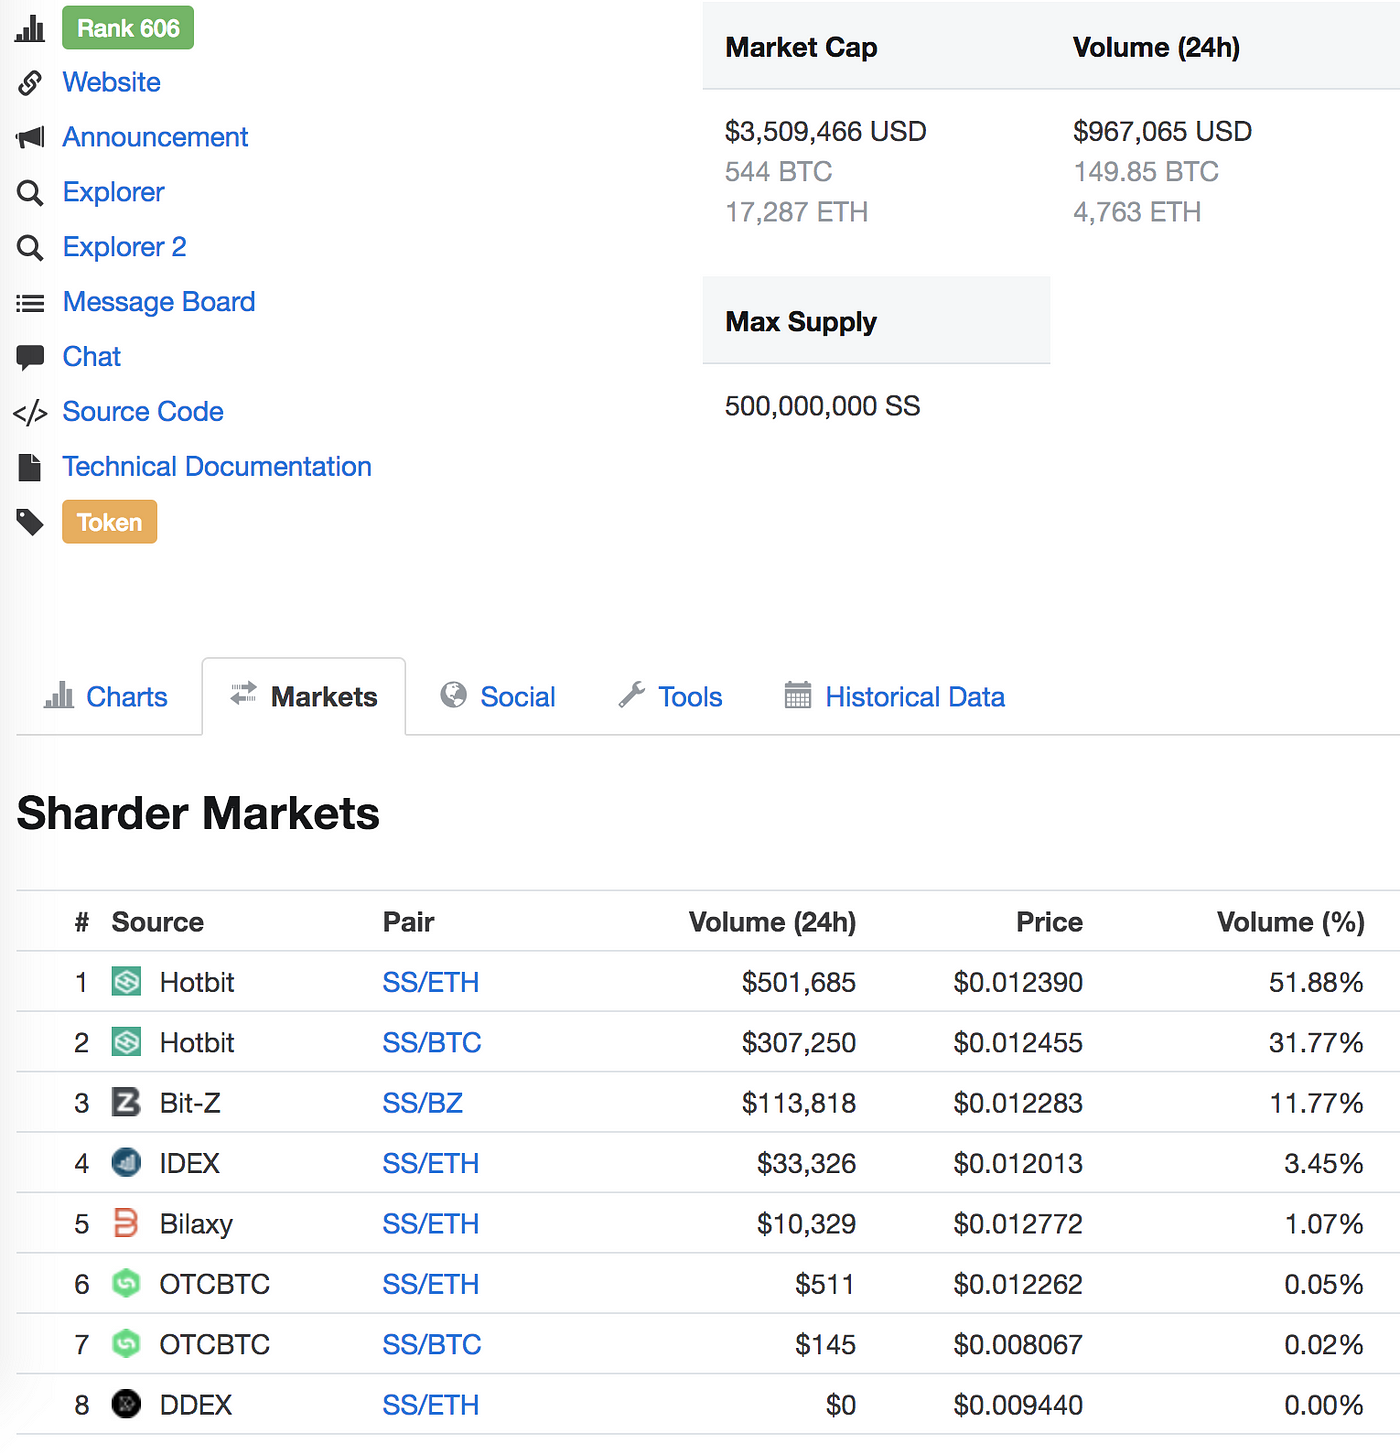 Rank 606
Website
Announcement
Explorer
Explorer 2
Message Board
Chat
Source Code
Technical Documentation
Token
Market Cap Volume (24h)
$3,509,466 USD $967,065 USD
544 BTC 149.85 BTC
17,287 ETH 4,763 ETH
Max Supply
500,000,000 SS
Charts Markets Social Tools Historical Data
Sharder Markets
# Source Pair Volume (24h) Price Volume (%)
1 Hotbit SS/ETH $501,685 $0.012390 51.88%
2 Hotbit SS/BTC $307,250 $0.012455 31.77%
3 Bit-Z SS/BZ $113,818 $0.012283 11.77%
4 IDEX SS/ETH $33,326 $0.012013 3.45%
5 Bilaxy SS/ETH $10,329 $0.012772 1.07%
6 OTCBTC SS/ETH $511 $0.012262 0.05%
7 OTCBTC SS/BTC $145 $0.008067 0.02%
8 DDEX SS/ETH $0 $0.009440 0.00%